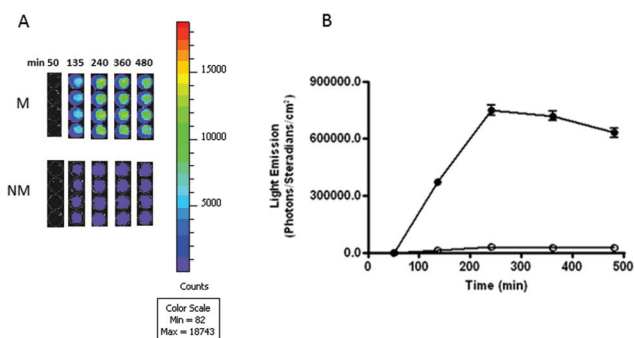 A
min 50 135 240 360 480
M
NM
15000
10000
5000
Counts
Color Scale
Min = 82
Max = 18743
B
Light Emission
(Photons/Steradians/cm²)
900000.0
600000.0
300000.0
0.0
0 100 200 300 400 500
Time (min)